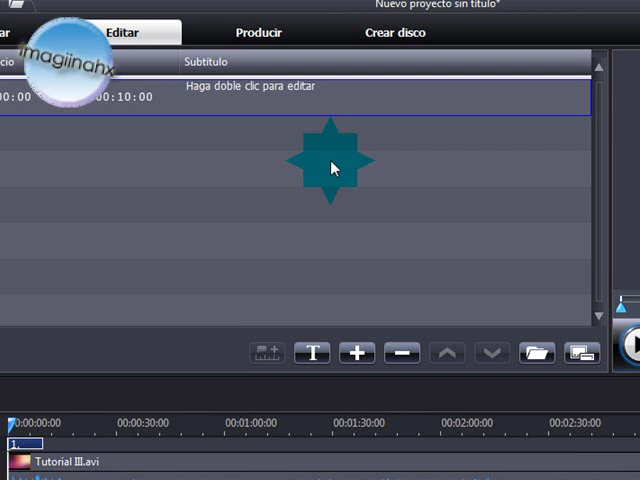 Nuevo proyecto sin título*
ar
Editar
Producir
Crear disco
imagiinahx
cio
Subtítulo
00:00
00:10:00
Haga doble clic para editar
T
0:00:00:00
00:00:30:00
00:01:00:00
00:01:30:00
00:02:00:00
00:02:30:00
1.
Tutorial III.avi